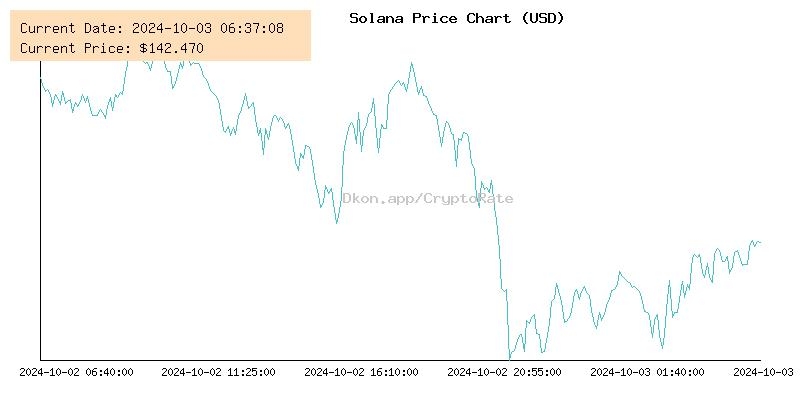 Solana Price Chart (USD)
Current Date: 2024-10-03 06:37:08
Current Price: $142.470
Dkon.app/CryptoRate
2024-10-02 06:40:00 2024-10-02 11:25:00 2024-10-02 16:10:00 2024-10-02 20:55:00 2024-10-03 01:40:00 2024-10-03